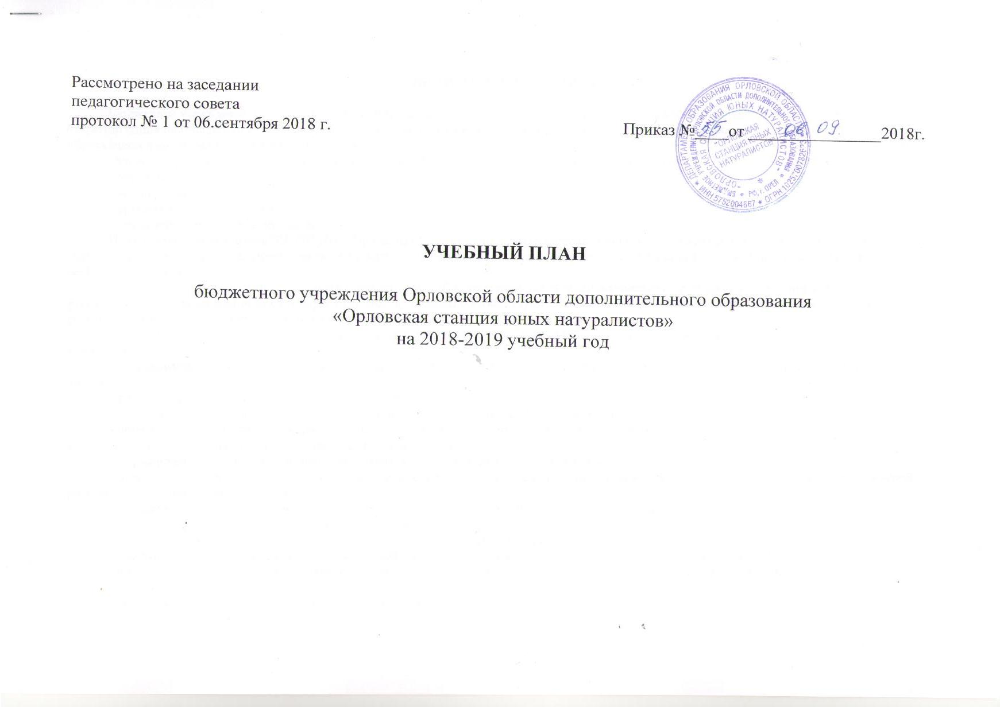 Рассмотрено на заседании
педагогического совета
протокол № 1 от 06.сентября 2018 г.
Приказ № от 06 09. 2018г.
ДЕПАРТАМЕНТ ОБРАЗОВАНИЯ ОРЛОВСКОЙ ОБЛАСТИ * ИНН 5752004667 * ОГРН
БЮДЖЕТНОЕ УЧРЕЖДЕНИЕ ОРЛОВСКОЙ ОБЛАСТИ ДОПОЛНИТЕЛЬНОГО ОБРАЗОВАНИЯ * РФ, г. ОРЕЛ *
"ОРЛОВСКАЯ СТАНЦИЯ ЮНЫХ НАТУРАЛИСТОВ" *
"ОРЛОВСКАЯ
СТАНЦИЯ ЮНЫХ
НАТУРАЛИСТОВ"
УЧЕБНЫЙ ПЛАН
бюджетного учреждения Орловской области дополнительного образования
«Орловская станция юных натуралистов»
на 2018-2019 учебный год